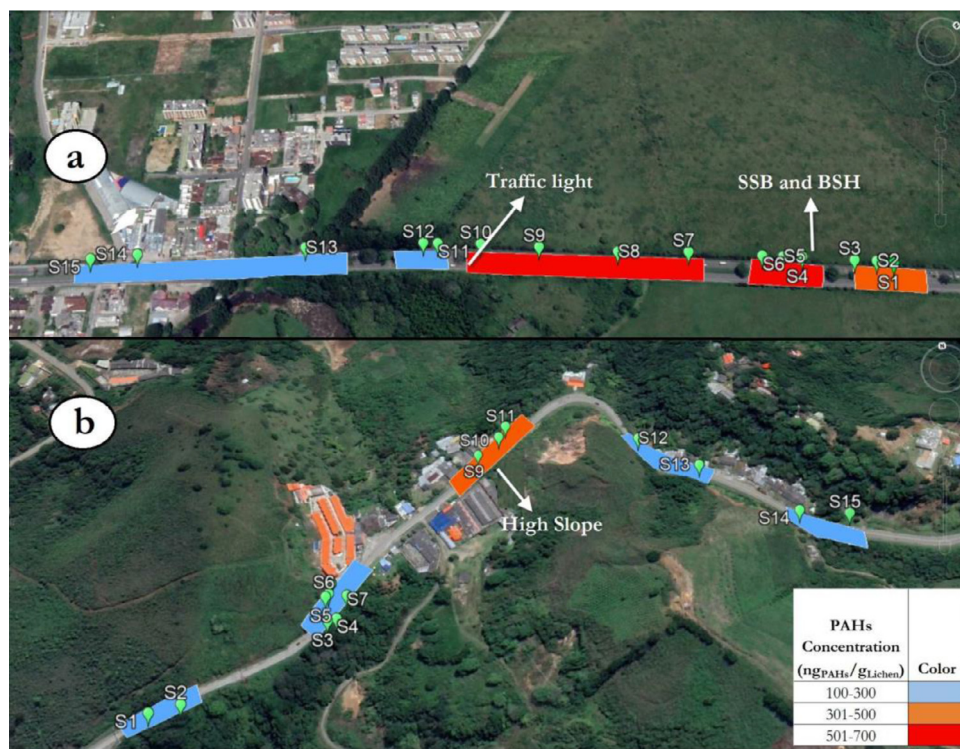 a
Traffic light
SSB and BSH
S15
S14
S13
S12
S11
S10
S9
S8
S7
S6
S5
S4
S3
S2
S1
b
S1
S2
S3
S4
S5
S6
S7
S9
S10
S11
High Slope
S12
S13
S14
S15
PAHs
Concentration
(ngPAHs/gLichen)
Color
100-300
301-500
501-700